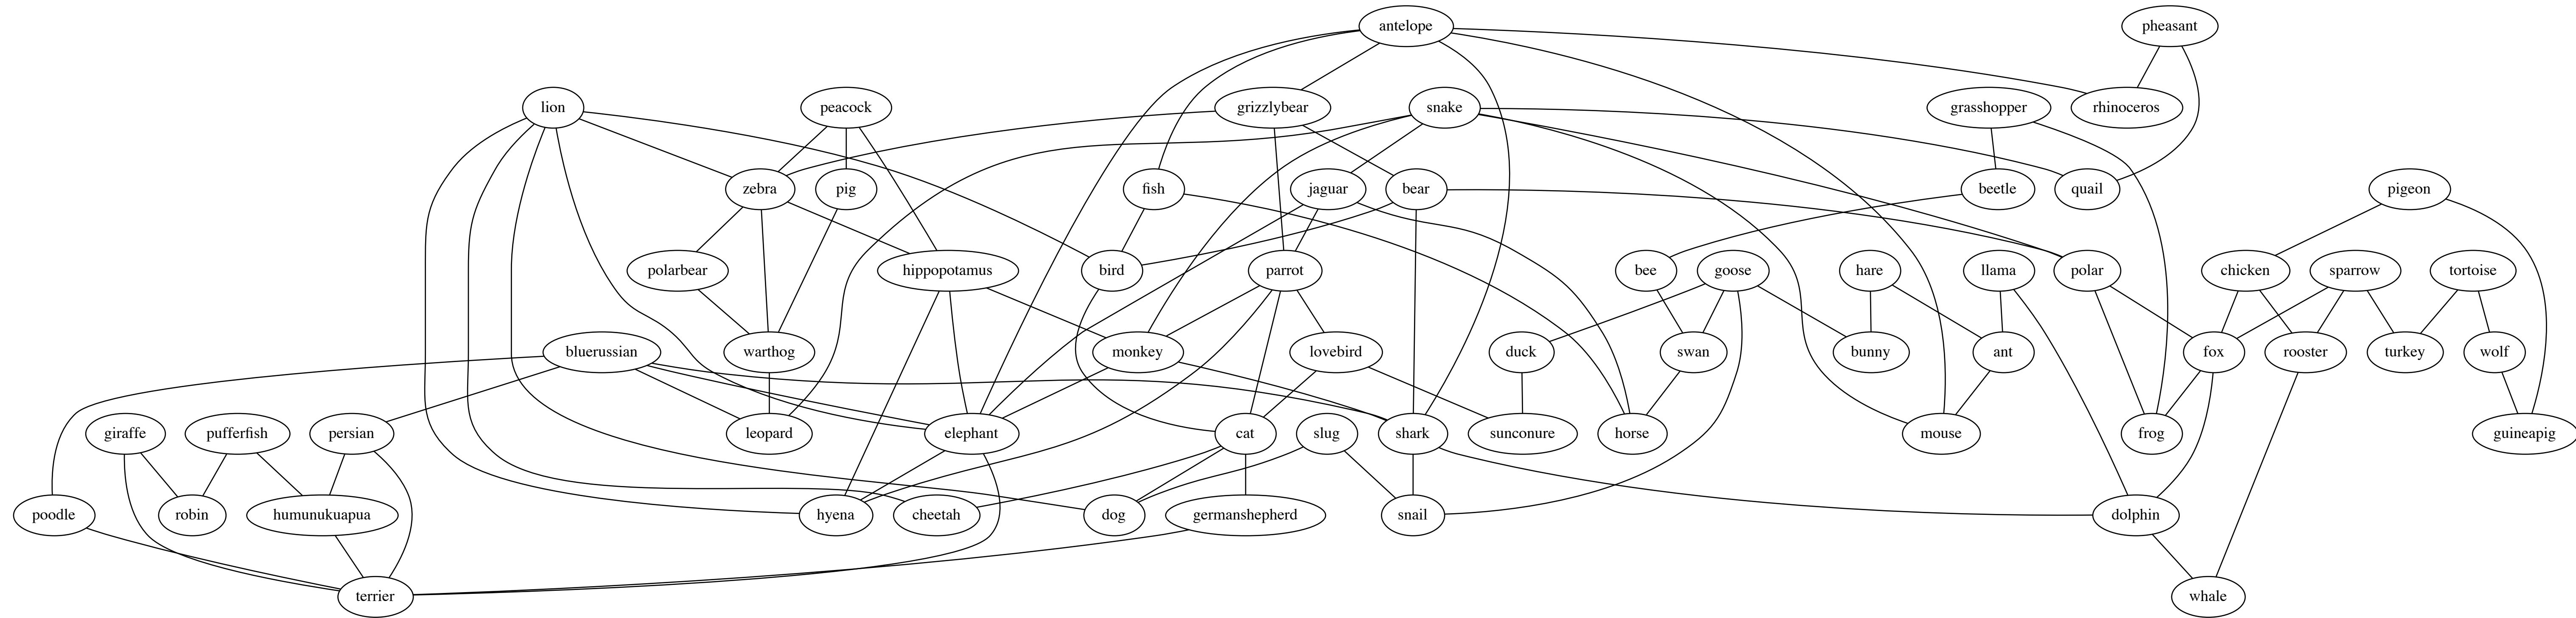 antelope
pheasant
lion
peacock
grizzlybear
snake
grasshopper
rhinoceros
zebra
pig
fish
jaguar
bear
beetle
quail
pigeon
polarbear
hippopotamus
bird
parrot
bee
goose
hare
llama
polar
chicken
sparrow
tortoise
bluerussian
warthog
monkey
lovebird
duck
swan
bunny
ant
fox
rooster
turkey
wolf
giraffe
pufferfish
persian
leopard
elephant
cat
slug
shark
sunconure
horse
mouse
frog
guineapig
poodle
robin
humunukuapua
hyena
cheetah
dog
germanshepherd
snail
dolphin
terrier
whale